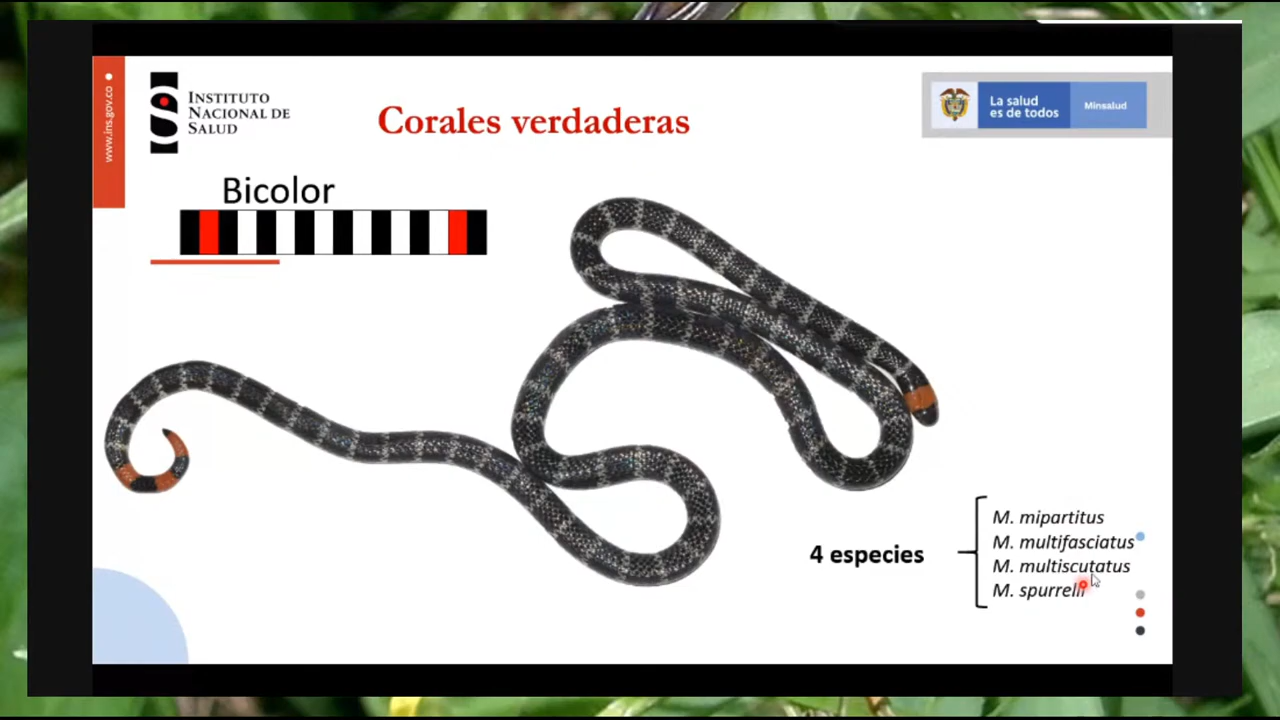 www.ins.gov.co
INSTITUTO
NACIONAL DE
SALUD
Corales verdaderas
La salud
es de todos
Minsalud
Bicolor
4 especies
M. mipartitus
M. multifasciatus
M. multiscutatus
M. spurrelli